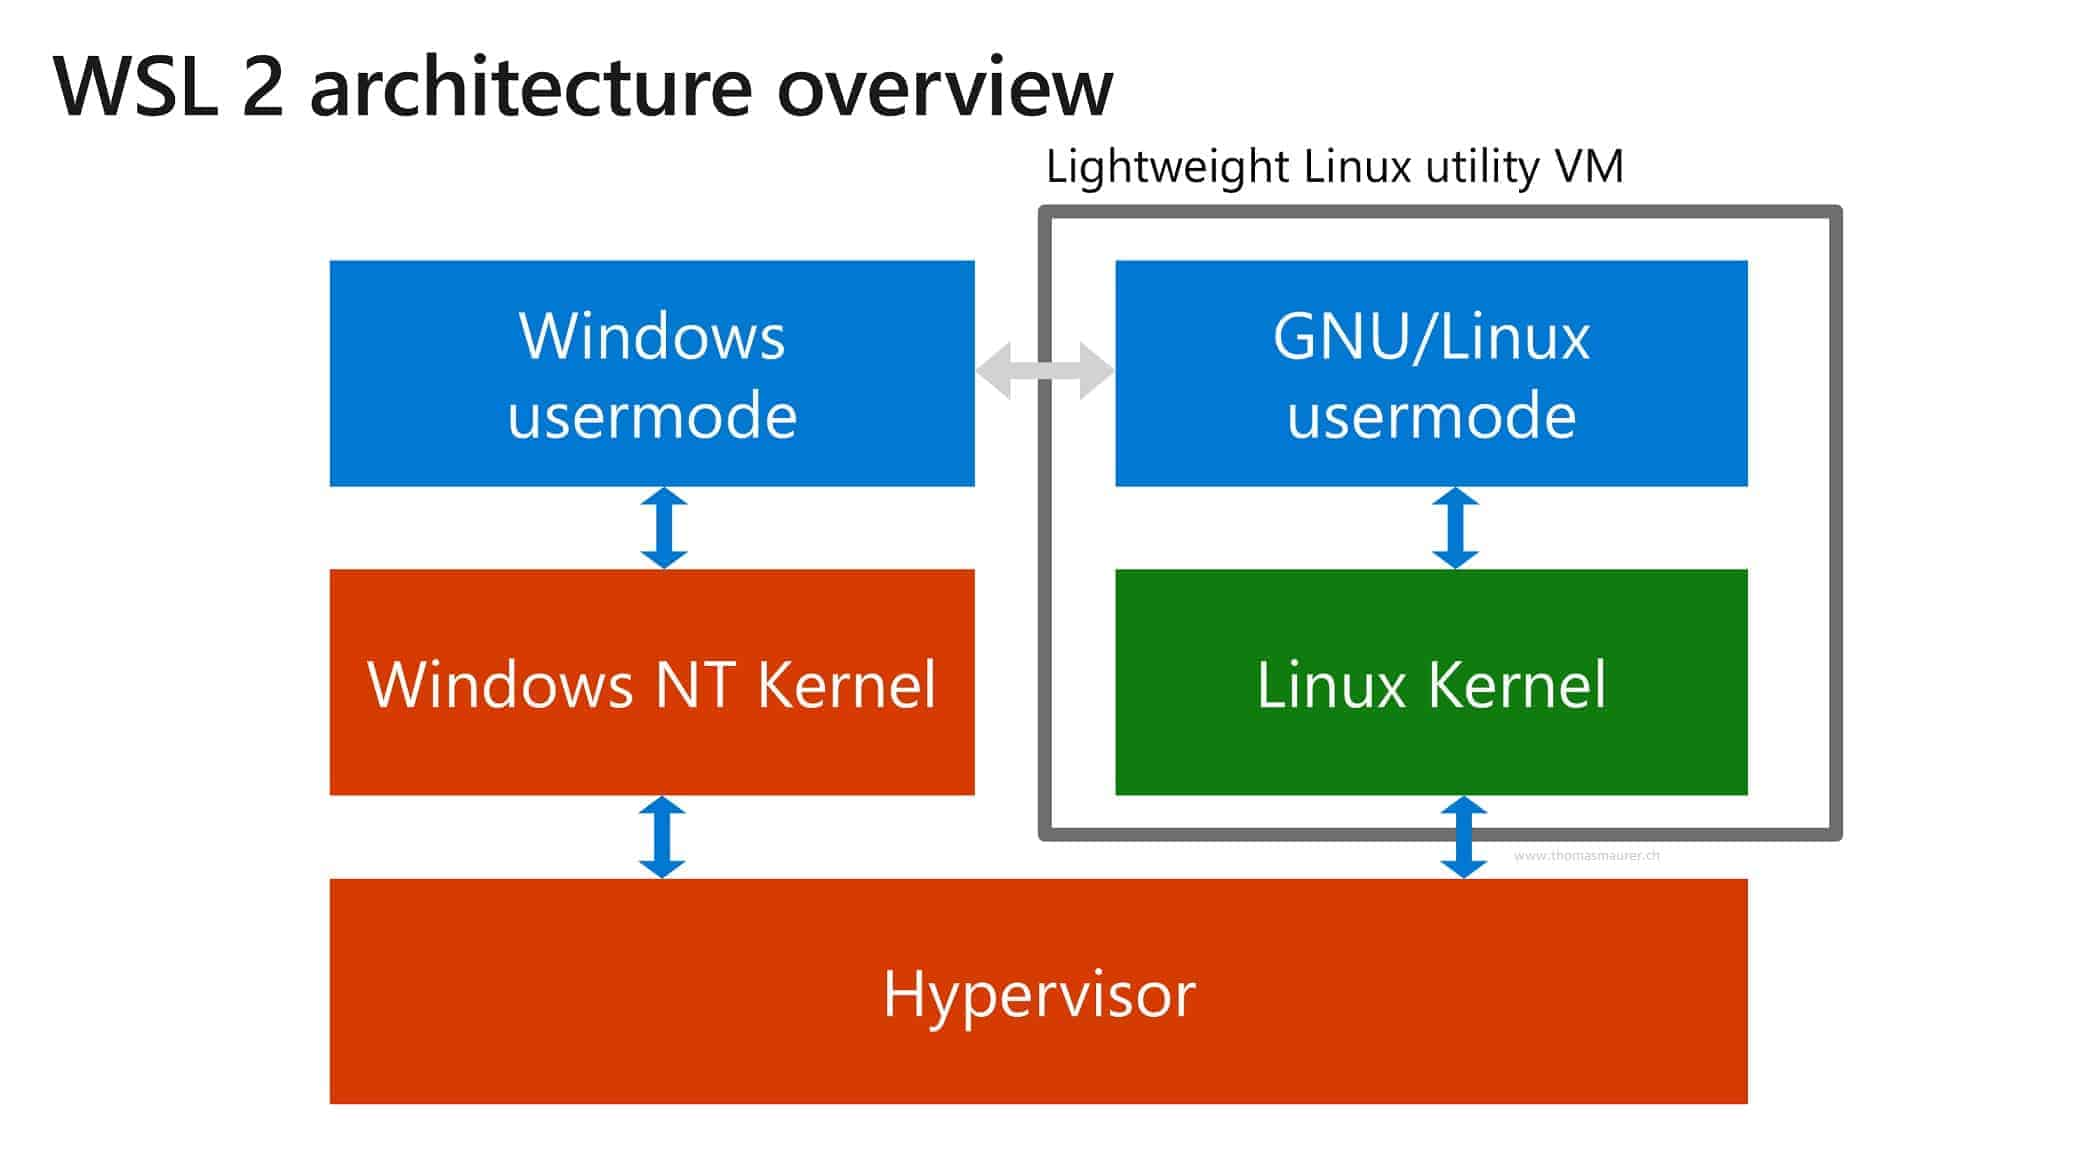 WSL 2 architecture overview
Lightweight Linux utility VM
Windows
usermode
GNU/Linux
usermode
Windows NT Kernel
Linux Kernel
www.thomasmaurer.ch
Hypervisor